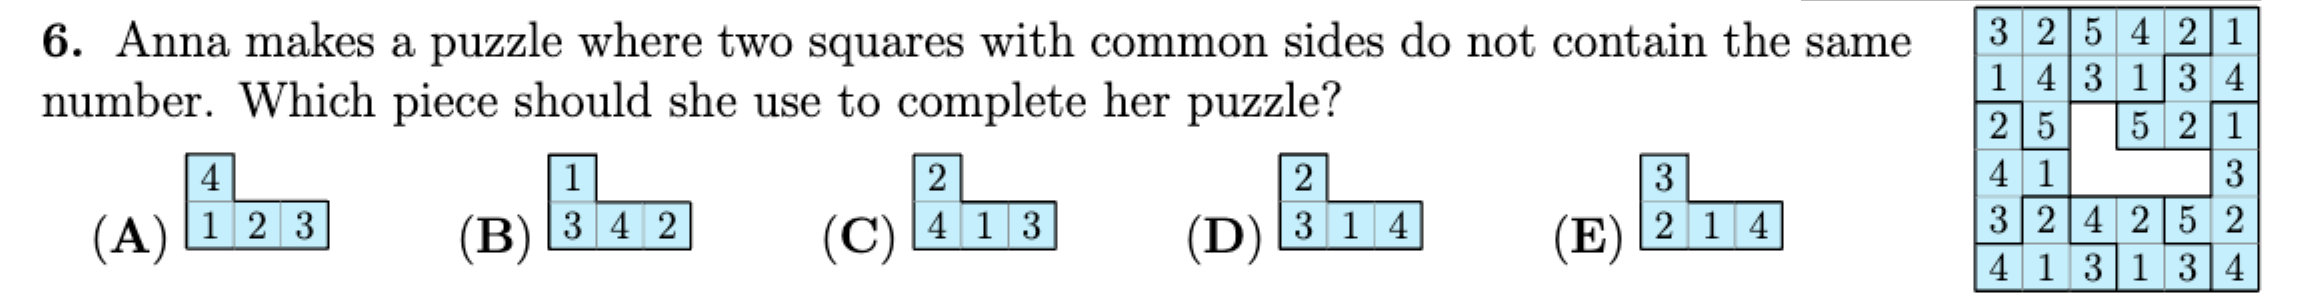 6. Anna makes a puzzle where two squares with common sides do not contain the same
number. Which piece should she use to complete her puzzle?
(A) 4
1 2 3
(B) 1
3 4 2
(C) 2
4 1 3
(D) 2
3 1 4
(E) 3
2 1 4
3 2 5 4 2 1
1 4 3 1 3 4
2 5 5 2 1
4 1 3
3 2 4 2 5 2
4 1 3 1 3 4